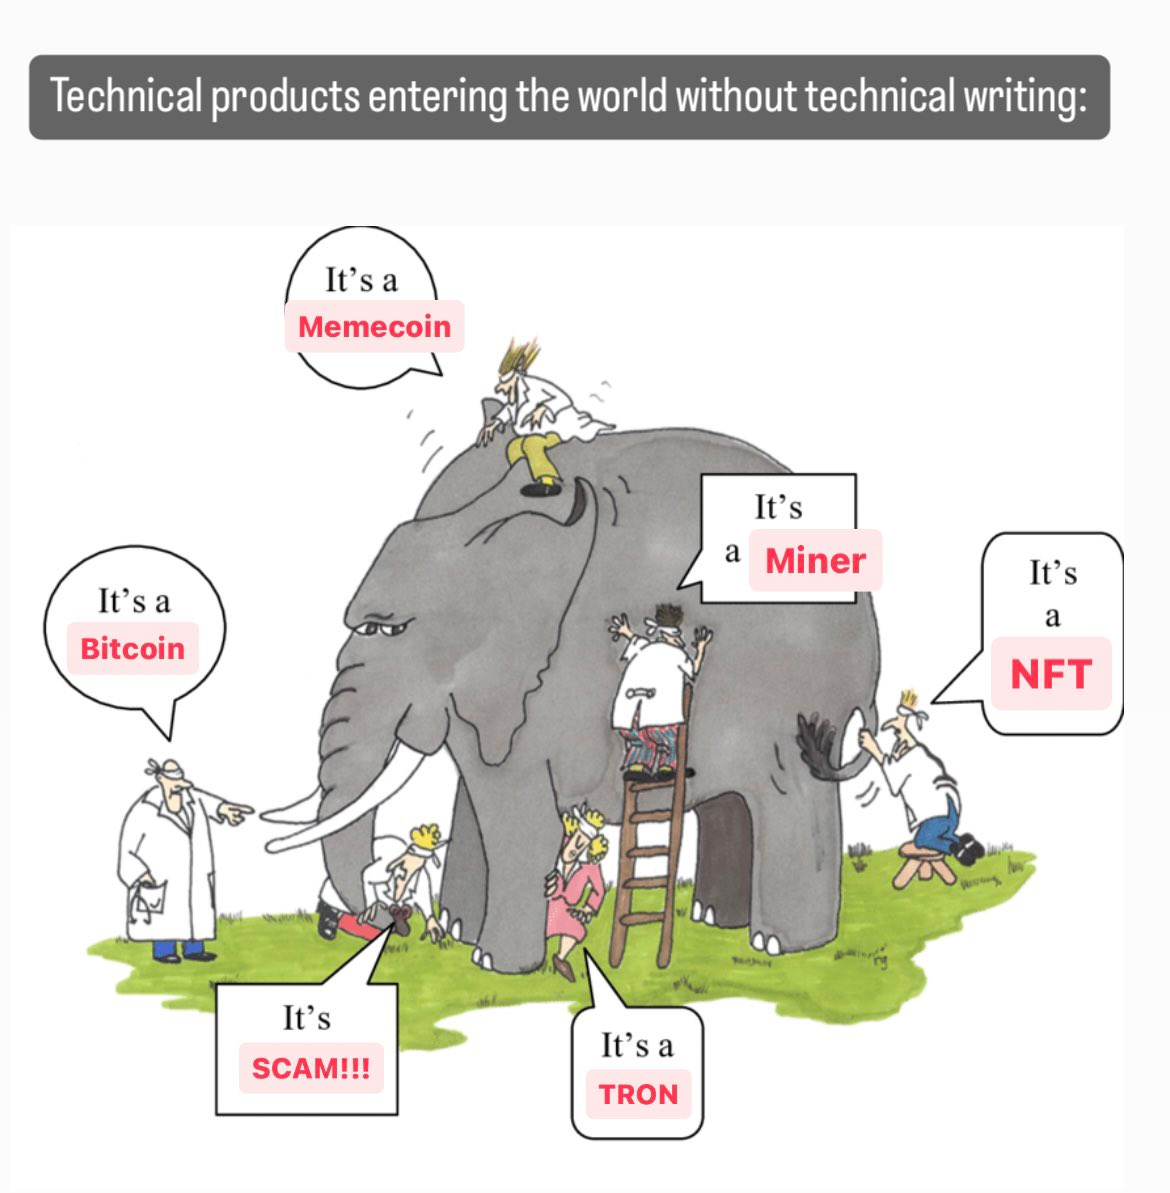 Technical products entering the world without technical writing:
It's a
Memecoin
It's
a Miner
It's
a
NFT
It's a
Bitcoin
It's
SCAM!!!
It's a
TRON